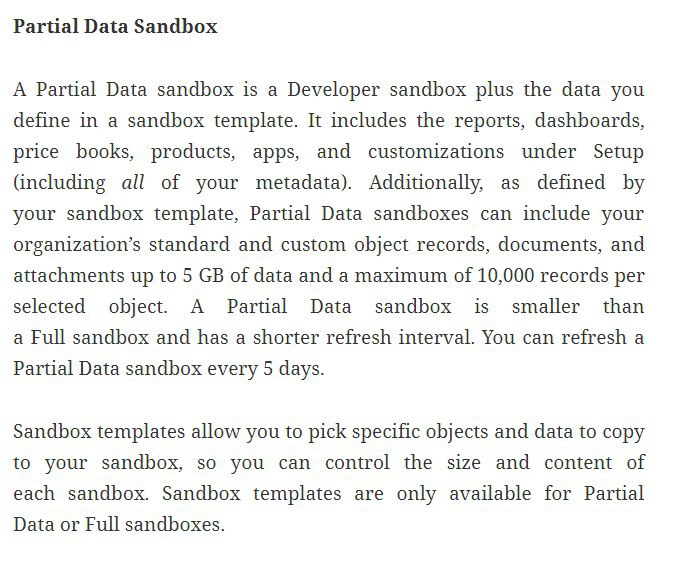 Partial Data Sandbox
A Partial Data sandbox is a Developer sandbox plus the data you
define in a sandbox template. It includes the reports, dashboards,
price books, products, apps, and customizations under Setup
(including all of your metadata). Additionally, as defined by
your sandbox template, Partial Data sandboxes can include your
organization’s standard and custom object records, documents, and
attachments up to 5 GB of data and a maximum of 10,000 records per
selected object. A Partial Data sandbox is smaller than
a Full sandbox and has a shorter refresh interval. You can refresh a
Partial Data sandbox every 5 days.
Sandbox templates allow you to pick specific objects and data to copy
to your sandbox, so you can control the size and content of
each sandbox. Sandbox templates are only available for Partial
Data or Full sandboxes.